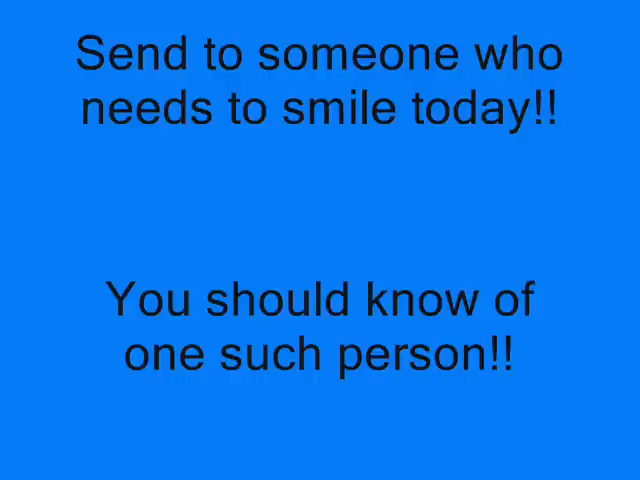 Send to someone who
needs to smile today!!
You should know of
one such person!!